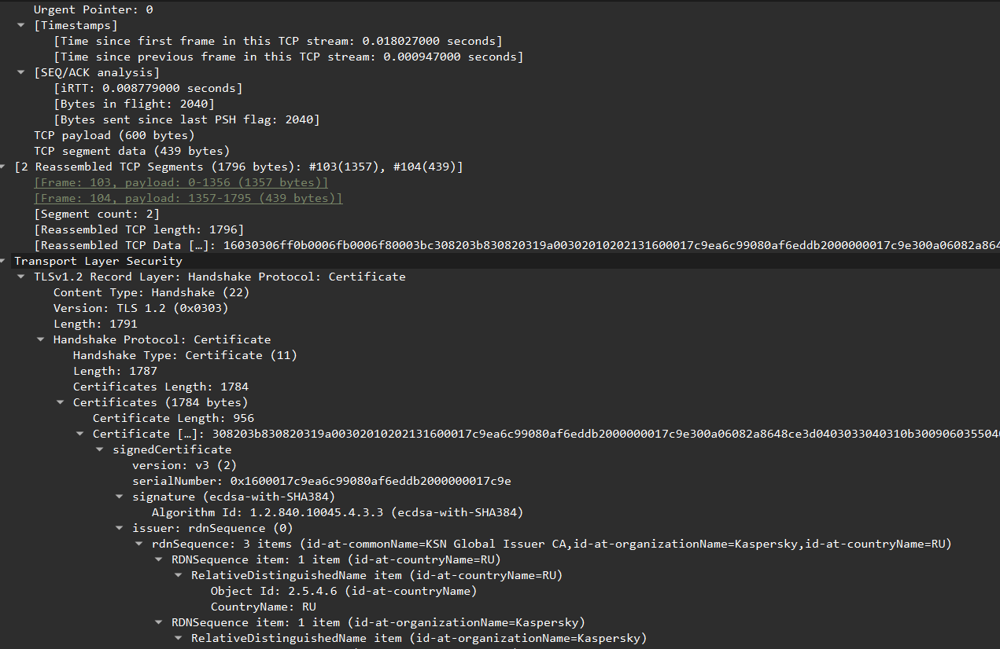 Urgent Pointer: 0
[Timestamps]
[Time since first frame in this TCP stream: 0.018027000 seconds]
[Time since previous frame in this TCP stream: 0.000947000 seconds]
[SEQ/ACK analysis]
[iRTT: 0.008779000 seconds]
[Bytes in flight: 2040]
[Bytes sent since last PSH flag: 2040]
TCP payload (600 bytes)
TCP segment data (439 bytes)
[2 Reassembled TCP Segments (1796 bytes): #103(1357), #104(439)]
[Frame: 103, payload: 0-1356 (1357 bytes)]
[Frame: 104, payload: 1357-1795 (439 bytes)]
[Segment count: 2]
[Reassembled TCP length: 1796]
[Reassembled TCP Data […]: 16030306ff0b0006fb0006f80003bc308203b830820319a00302010202131600017c9ea6c99080af6eddb2000000017c9e300a06082a864
Transport Layer Security
TLSv1.2 Record Layer: Handshake Protocol: Certificate
Content Type: Handshake (22)
Version: TLS 1.2 (0x0303)
Length: 1791
Handshake Protocol: Certificate
Handshake Type: Certificate (11)
Length: 1787
Certificates Length: 1784
Certificates (1784 bytes)
Certificate Length: 956
Certificate […]: 308203b830820319a00302010202131600017c9ea6c99080af6eddb2000000017c9e300a06082a8648ce3d0403033040310b300906035504
signedCertificate
version: v3 (2)
serialNumber: 0x1600017c9ea6c99080af6eddb2000000017c9e
signature (ecdsa-with-SHA384)
Algorithm Id: 1.2.840.10045.4.3.3 (ecdsa-with-SHA384)
issuer: rdnSequence (0)
rdnSequence: 3 items (id-at-commonName=KSN Global Issuer CA,id-at-organizationName=Kaspersky,id-at-countryName=RU)
RDNSequence item: 1 item (id-at-countryName=RU)
RelativeDistinguishedName item (id-at-countryName=RU)
Object Id: 2.5.4.6 (id-at-countryName)
CountryName: RU
RDNSequence item: 1 item (id-at-organizationName=Kaspersky)
RelativeDistinguishedName item (id-at-organizationName=Kaspersky)